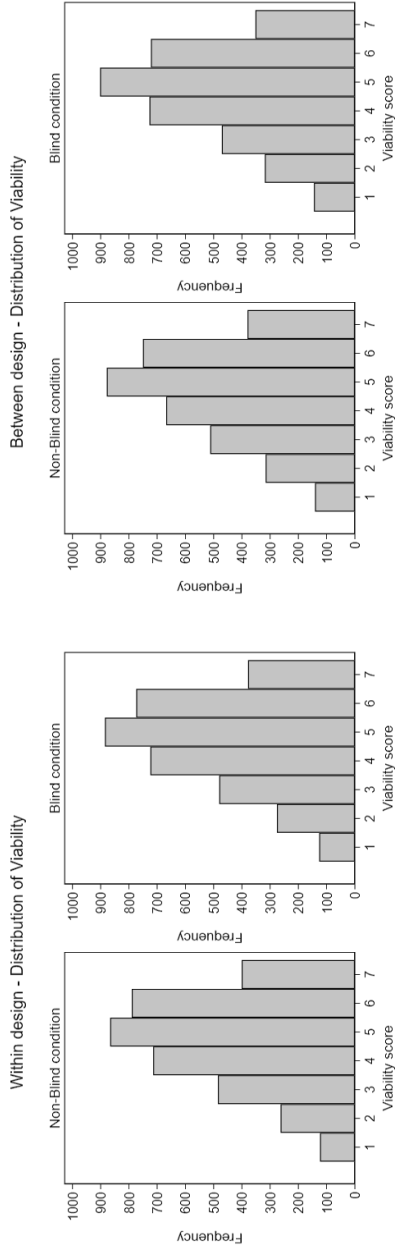 Within design - Distribution of Viability
Non-Blind condition
Frequency
1000
900
800
700
600
500
400
300
200
100
0
1 2 3 4 5 6 7
Viability score
Blind condition
Frequency
1000
900
800
700
600
500
400
300
200
100
0
1 2 3 4 5 6 7
Viability score
Between design - Distribution of Viability
Non-Blind condition
Frequency
1000
900
800
700
600
500
400
300
200
100
0
1 2 3 4 5 6 7
Viability score
Blind condition
Frequency
1000
900
800
700
600
500
400
300
200
100
0
1 2 3 4 5 6 7
Viability score